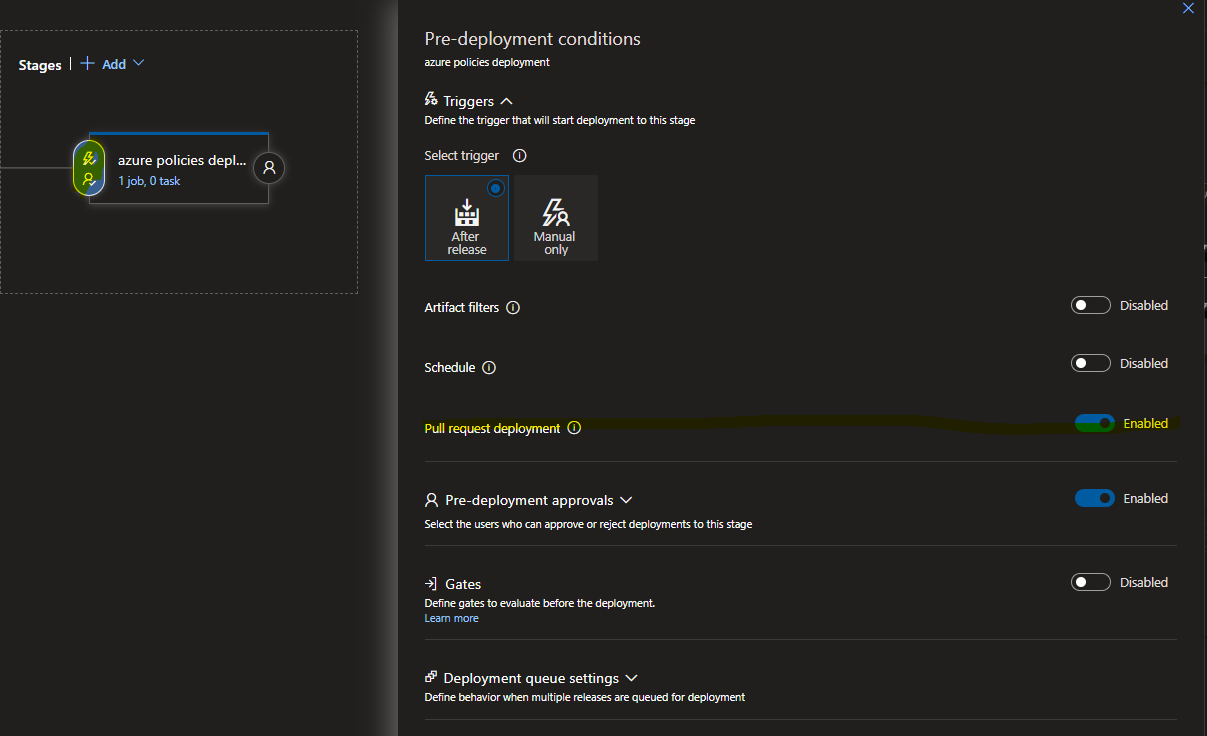 Stages
Add
azure policies depl...
1 job, 0 task
Pre-deployment conditions
azure policies deployment
Triggers
Define the trigger that will start deployment to this stage
Select trigger
After
release
Manual
only
Artifact filters
Disabled
Schedule
Disabled
Pull request deployment
Enabled
Pre-deployment approvals
Enabled
Select the users who can approve or reject deployments to this stage
Gates
Disabled
Define gates to evaluate before the deployment.
Learn more
Deployment queue settings
Define behavior when multiple releases are queued for deployment